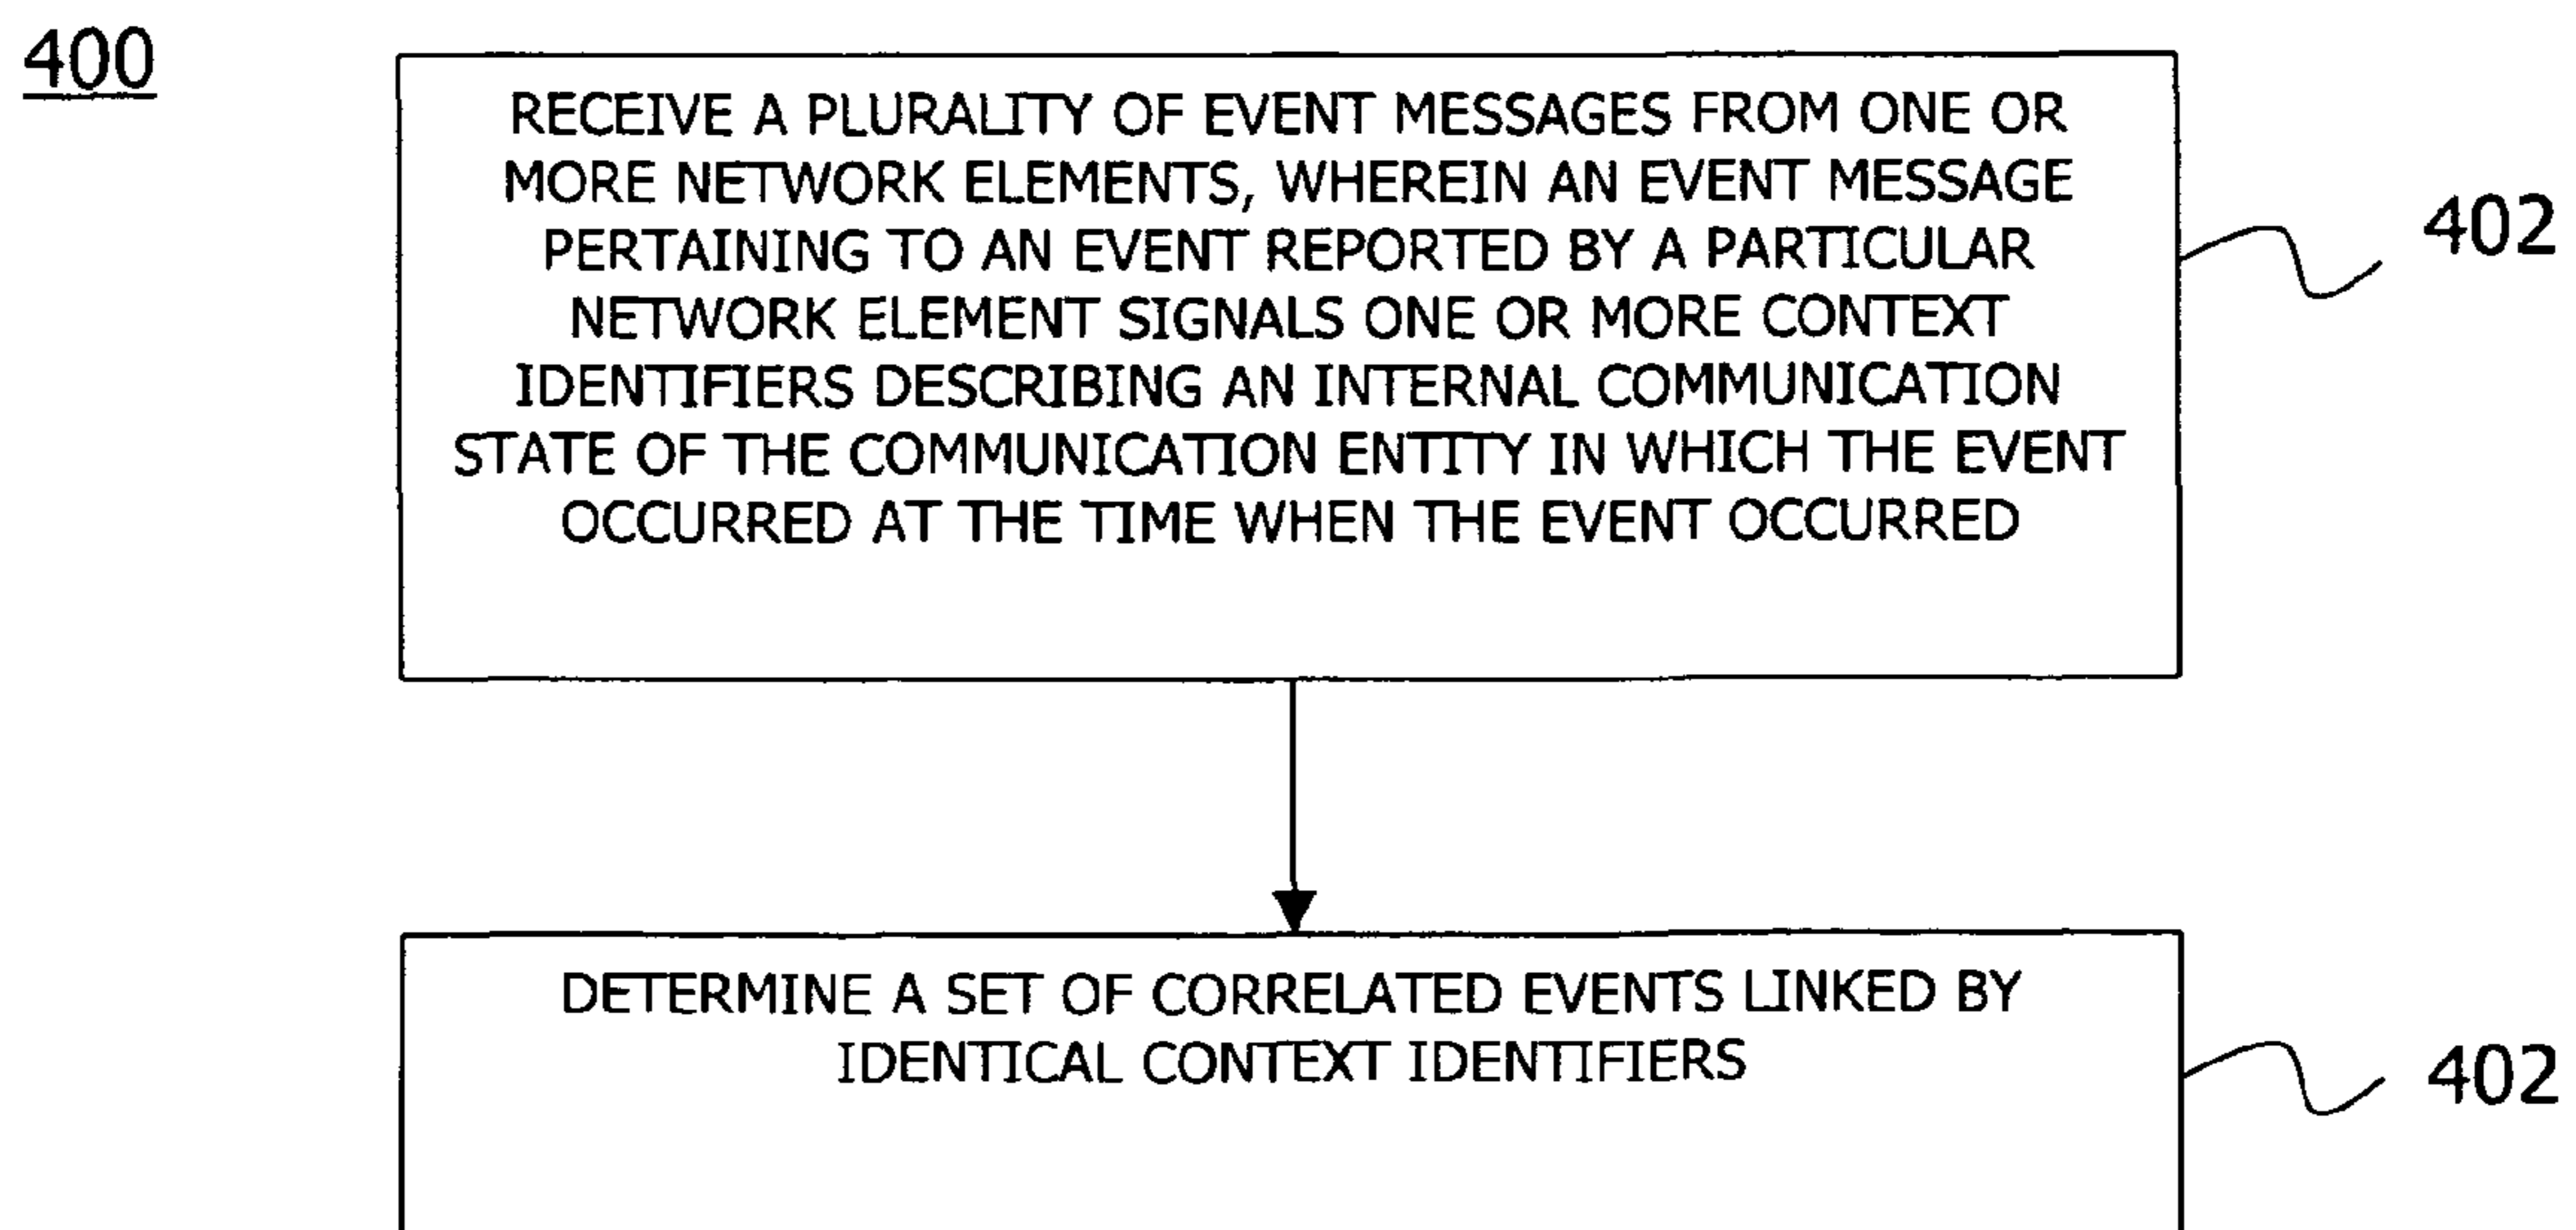 400
RECEIVE A PLURALITY OF EVENT MESSAGES FROM ONE OR
MORE NETWORK ELEMENTS, WHEREIN AN EVENT MESSAGE
PERTAINING TO AN EVENT REPORTED BY A PARTICULAR
NETWORK ELEMENT SIGNALS ONE OR MORE CONTEXT
IDENTIFIERS DESCRIBING AN INTERNAL COMMUNICATION
STATE OF THE COMMUNICATION ENTITY IN WHICH THE EVENT
OCCURRED AT THE TIME WHEN THE EVENT OCCURRED
402
DETERMINE A SET OF CORRELATED EVENTS LINKED BY
IDENTICAL CONTEXT IDENTIFIERS
402